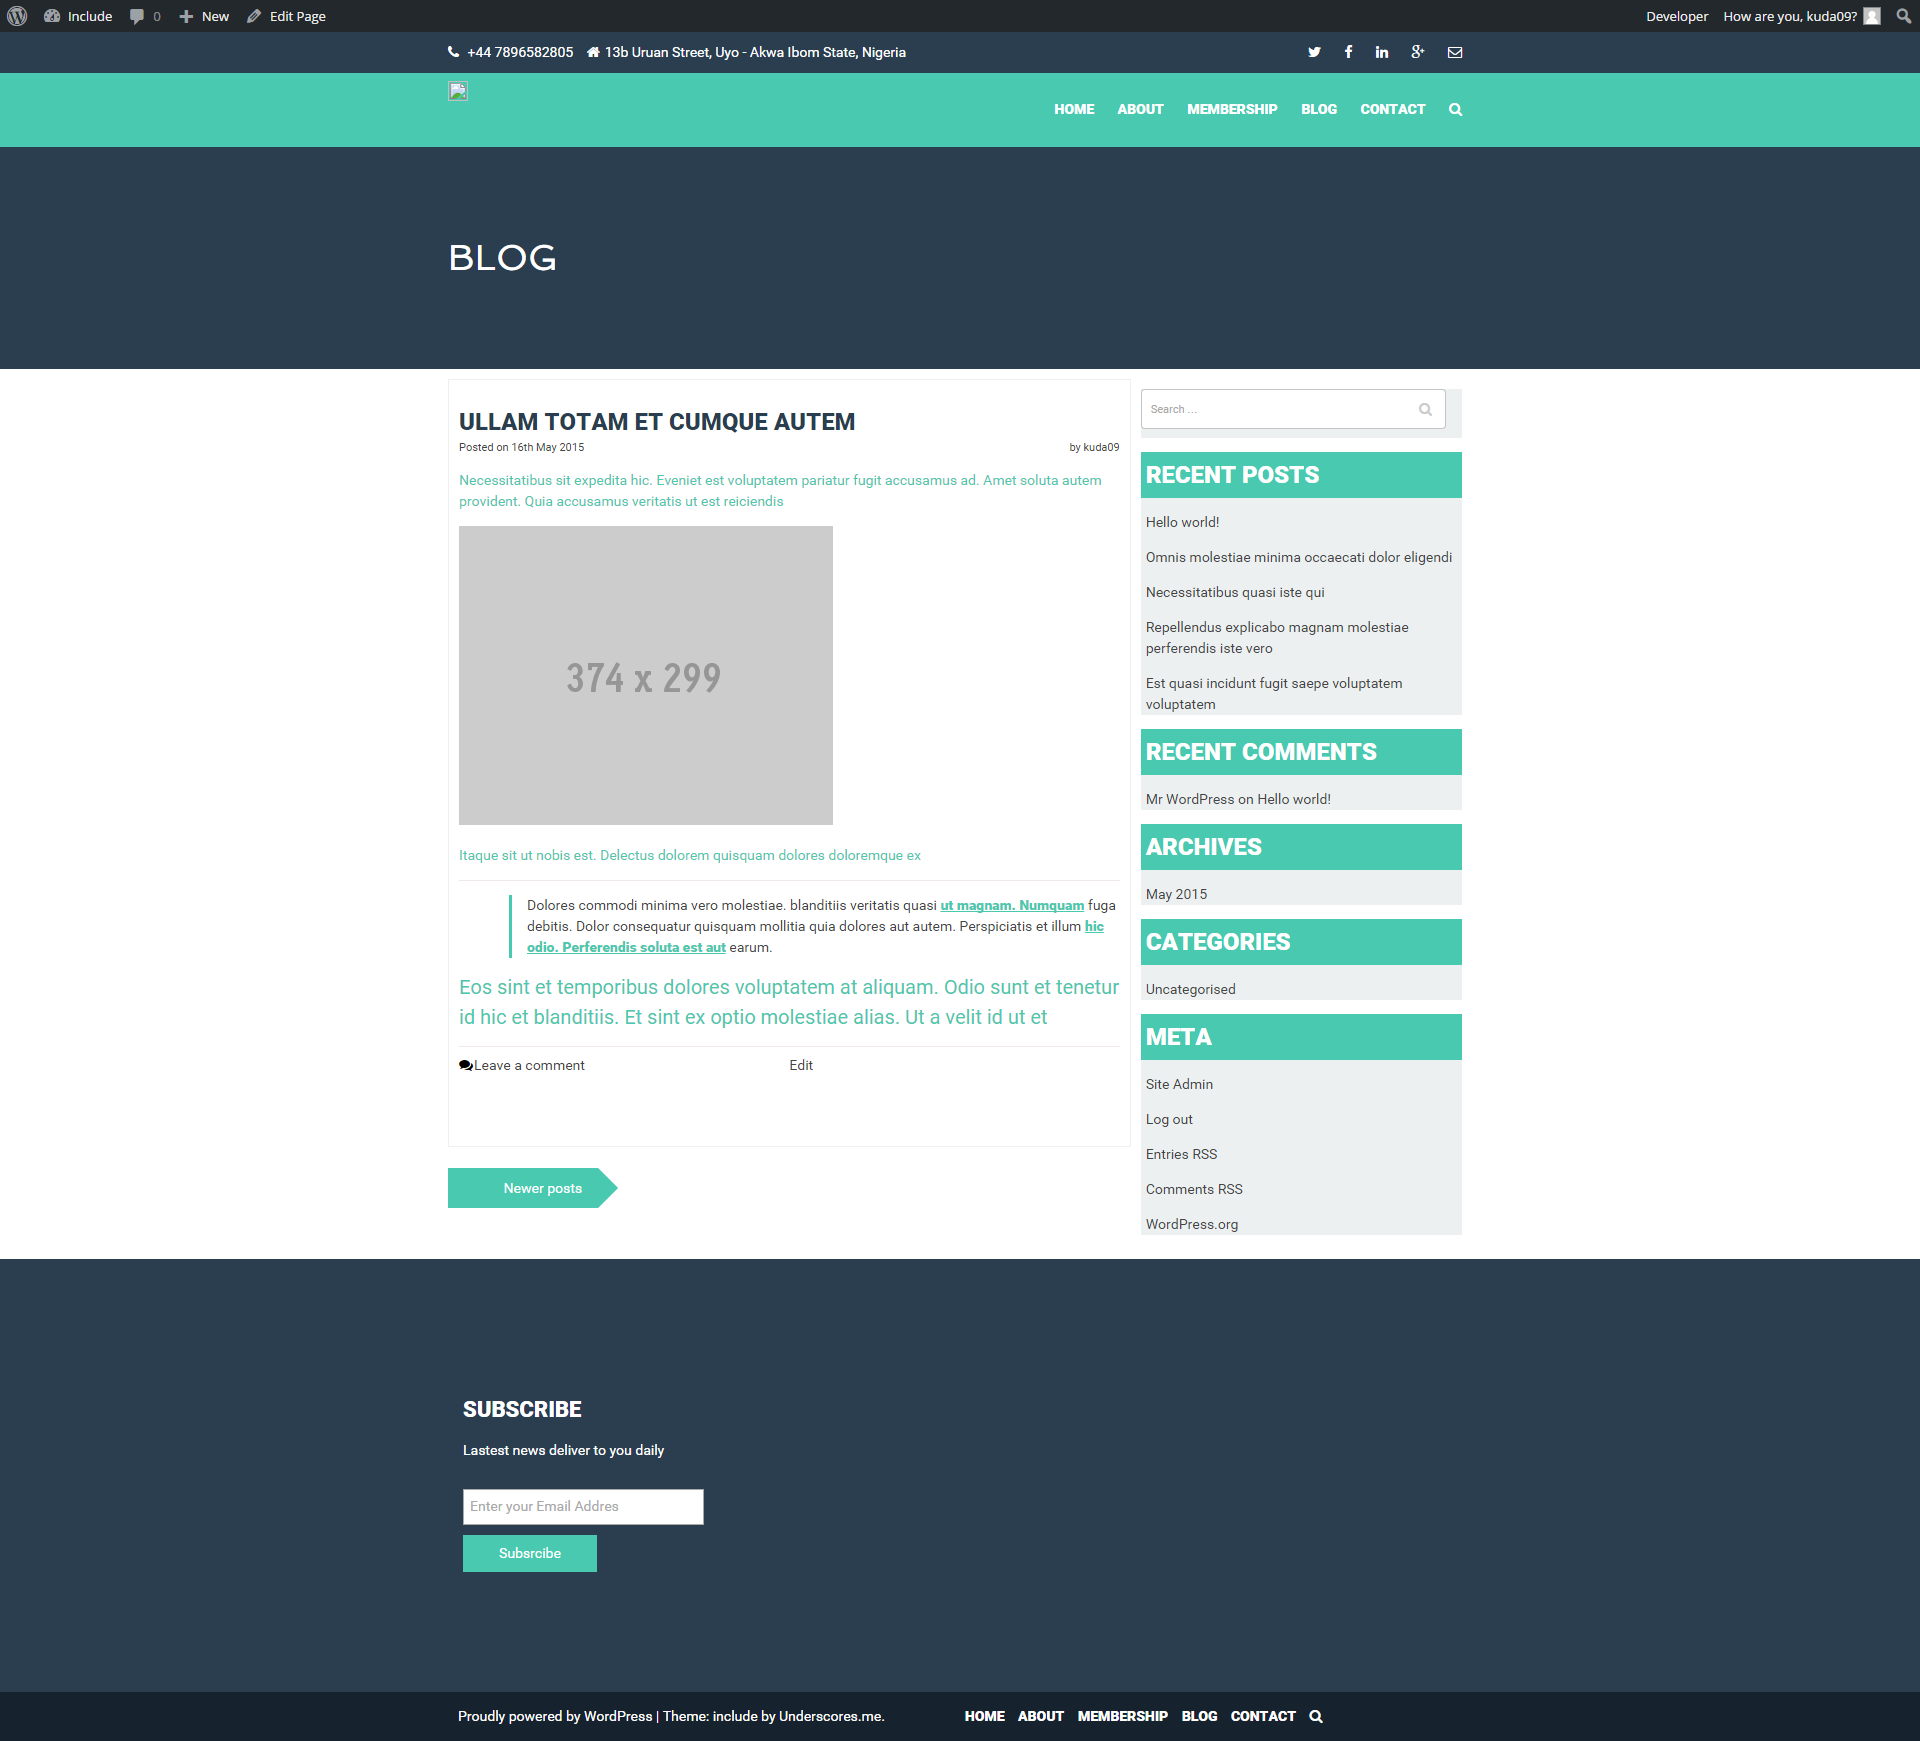 Include 0 New Edit Page Developer How are you, kuda09?
+44 7896582805 13b Uruan Street, Uyo - Akwa Ibom State, Nigeria
HOME ABOUT MEMBERSHIP BLOG CONTACT
BLOG
ULLAM TOTAM ET CUMQUE AUTEM
Posted on 16th May 2015 by kuda09
Necessitatibus sit expedita hic. Eveniet est voluptatem pariatur fugit accusamus ad. Amet soluta autem
provident. Quia accusamus veritatis ut est reiciendis
374 x 299
Itaque sit ut nobis est. Delectus dolorem quisquam dolores doloremque ex
Dolores commodi minima vero molestiae. blanditiis veritatis quasi ut magnam. Numquam fuga
debitis. Dolor consequatur quisquam mollitia quia dolores aut autem. Perspiciatis et illum hic
odio. Perferendis soluta est aut earum.
Eos sint et temporibus dolores voluptatem at aliquam. Odio sunt et tenetur
id hic et blanditiis. Et sint ex optio molestiae alias. Ut a velit id ut et
Leave a comment Edit
Newer posts
Search ...
RECENT POSTS
Hello world!
Omnis molestiae minima occaecati dolor eligendi
Necessitatibus quasi iste qui
Repellendus explicabo magnam molestiae
perferendis iste vero
Est quasi incidunt fugit saepe voluptatem
voluptatem
RECENT COMMENTS
Mr WordPress on Hello world!
ARCHIVES
May 2015
CATEGORIES
Uncategorised
META
Site Admin
Log out
Entries RSS
Comments RSS
WordPress.org
SUBSCRIBE
Lastest news deliver to you daily
Enter your Email Addres
Subsrcibe
Proudly powered by WordPress | Theme: include by Underscores.me. HOME ABOUT MEMBERSHIP BLOG CONTACT